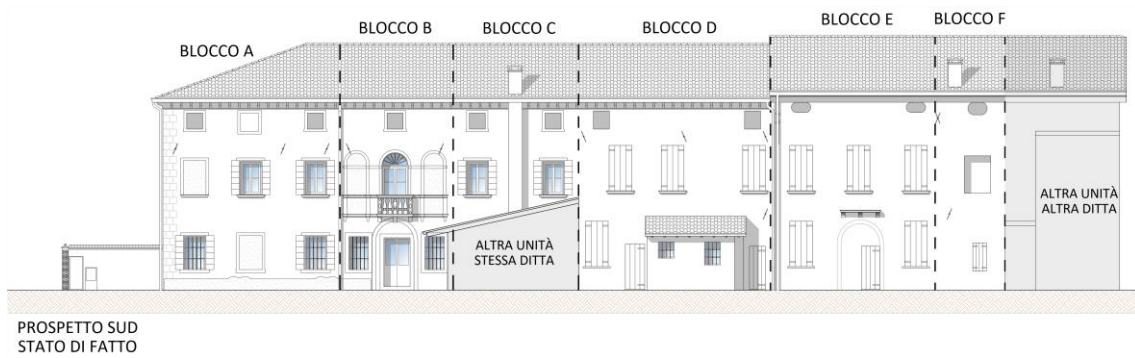 BLOCCO A
BLOCCO B
BLOCCO C
BLOCCO D
BLOCCO E
BLOCCO F
ALTRA UNITÀ
STESSA DITTA
ALTRA UNITÀ
ALTRA DITTA
PROSPETTO SUD
STATO DI FATTO